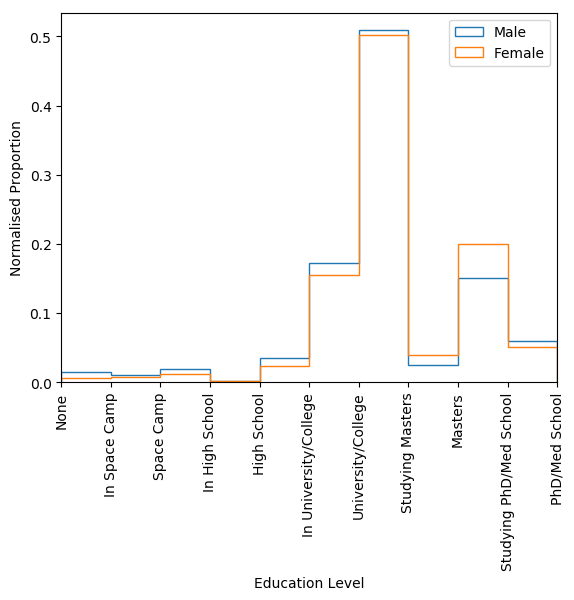 Male
Female
0.5
0.4
0.3
0.2
0.1
0.0
Normalised Proportion
None
In Space Camp
Space Camp
In High School
High School
In University/College
University/College
Studying Masters
Masters
Studying PhD/Med School
PhD/Med School
Education Level